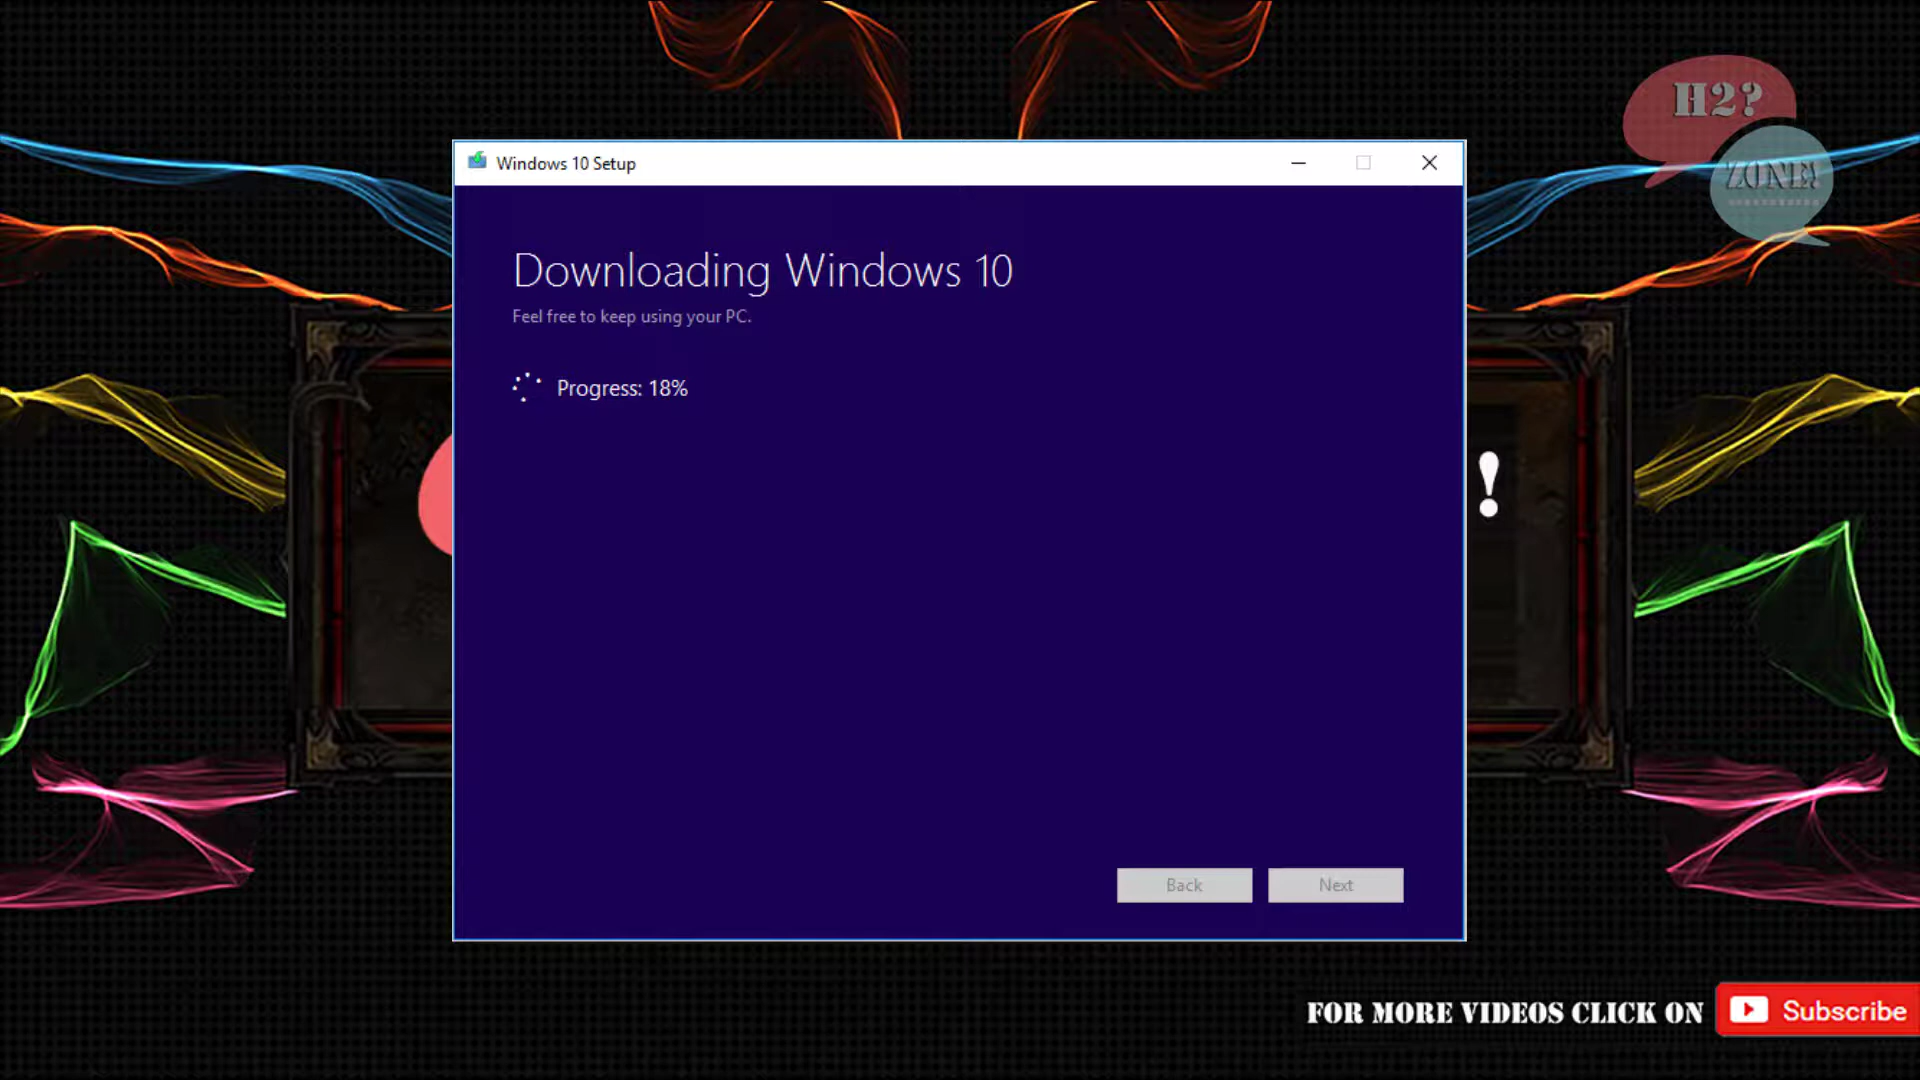 H2?
ZONE!
Windows 10 Setup
Downloading Windows 10
Feel free to keep using your PC.
Progress: 18%
!
Back
Next
FOR MORE VIDEOS CLICK ON
Subscribe